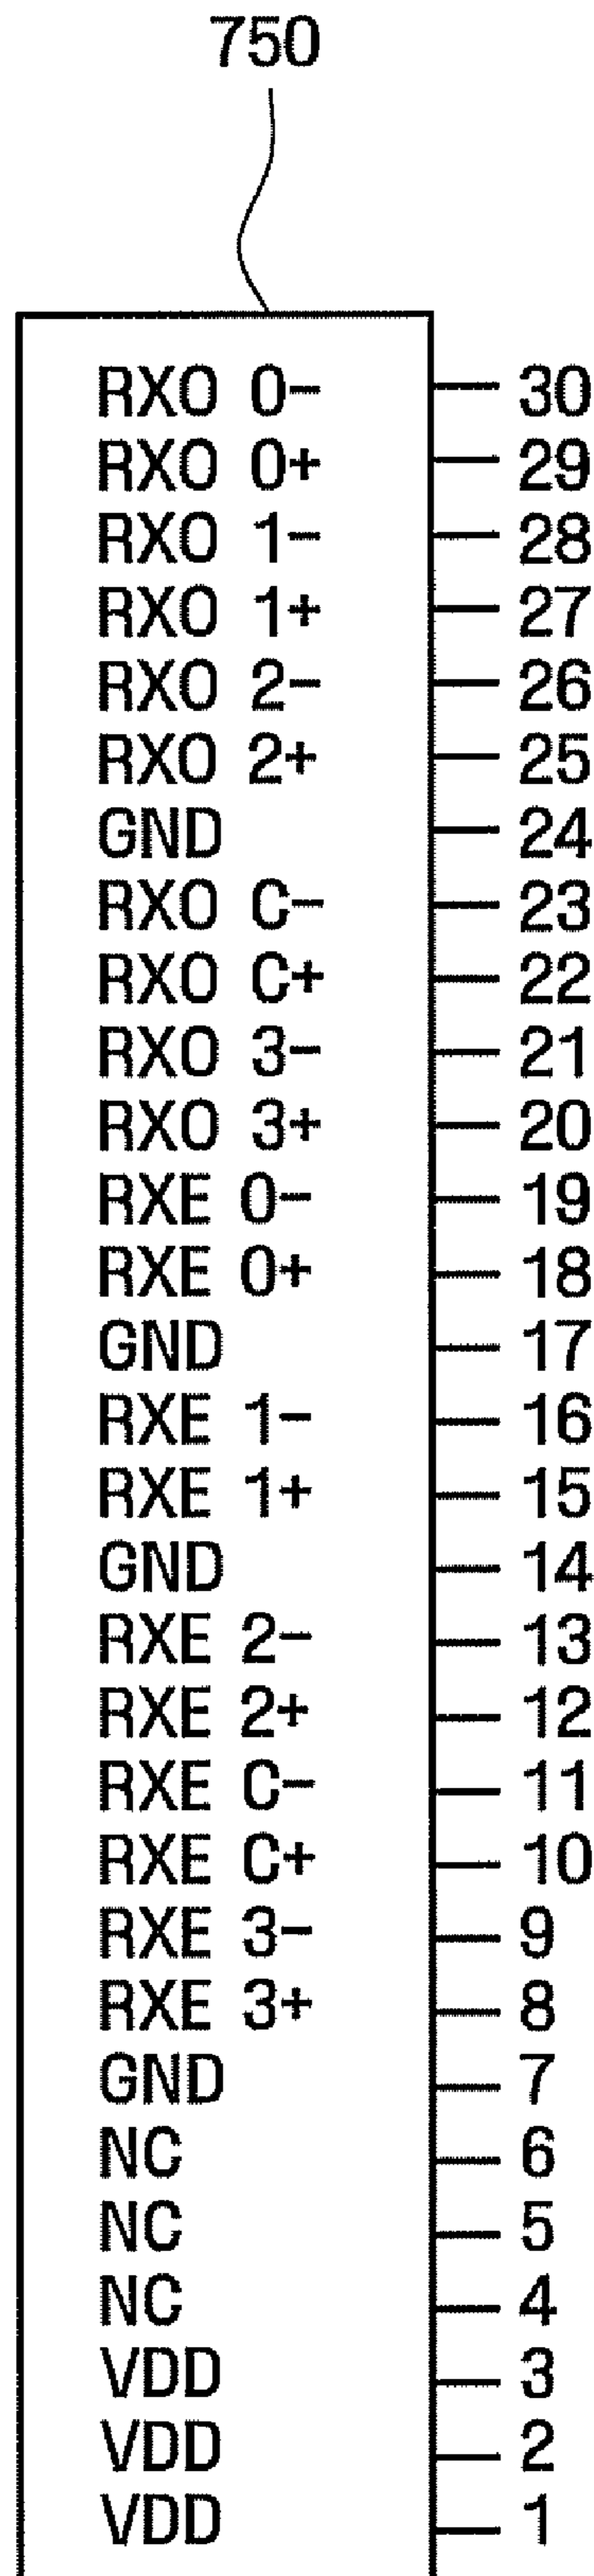 750
RXO 0- 30
RXO 0+ 29
RXO 1- 28
RXO 1+ 27
RXO 2- 26
RXO 2+ 25
GND 24
RXO C- 23
RXO C+ 22
RXO 3- 21
RXO 3+ 20
RXE 0- 19
RXE 0+ 18
GND 17
RXE 1- 16
RXE 1+ 15
GND 14
RXE 2- 13
RXE 2+ 12
RXE C- 11
RXE C+ 10
RXE 3- 9
RXE 3+ 8
GND 7
NC 6
NC 5
NC 4
VDD 3
VDD 2
VDD 1